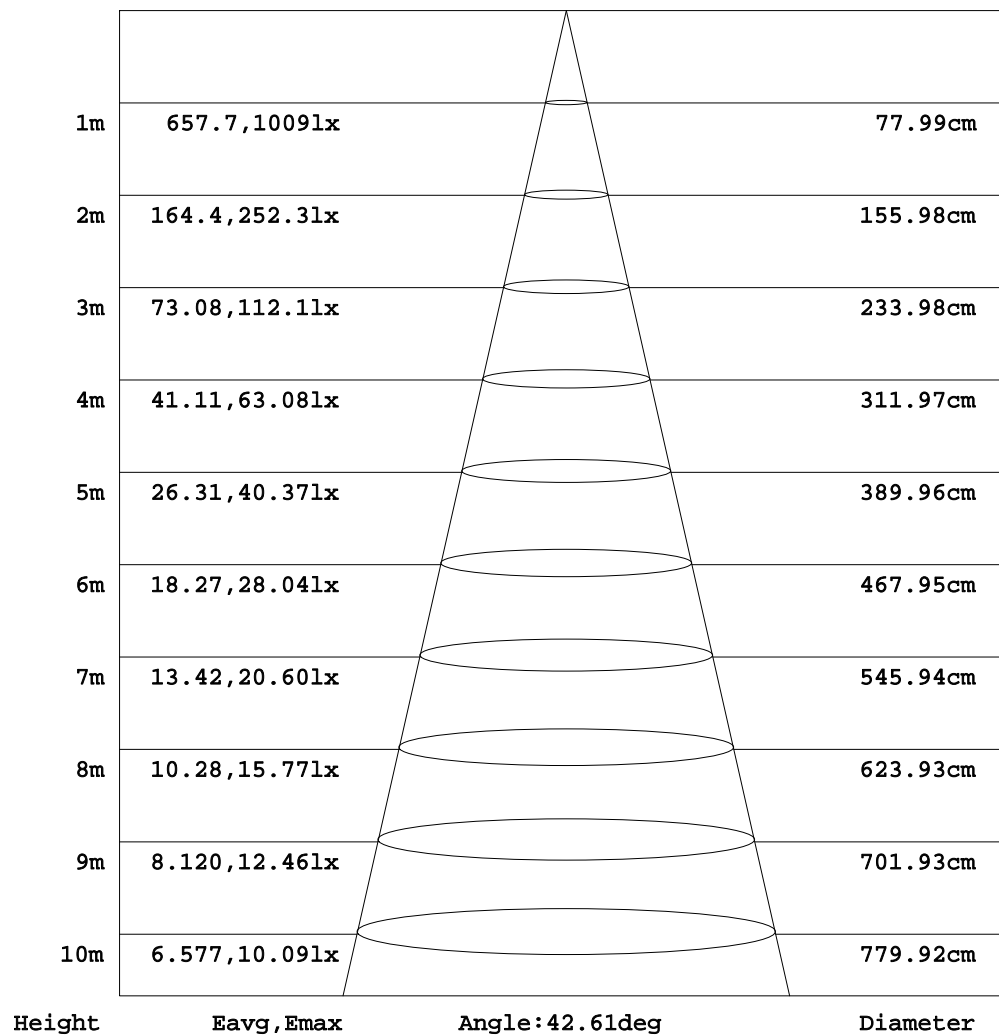 1m 657.7,1009lx 77.99cm
2m 164.4,252.3lx 155.98cm
3m 73.08,112.1lx 233.98cm
4m 41.11,63.08lx 311.97cm
5m 26.31,40.37lx 389.96cm
6m 18.27,28.04lx 467.95cm
7m 13.42,20.60lx 545.94cm
8m 10.28,15.77lx 623.93cm
9m 8.120,12.46lx 701.93cm
10m 6.577,10.09lx 779.92cm
Height Eavg,Emax Angle:42.61deg Diameter